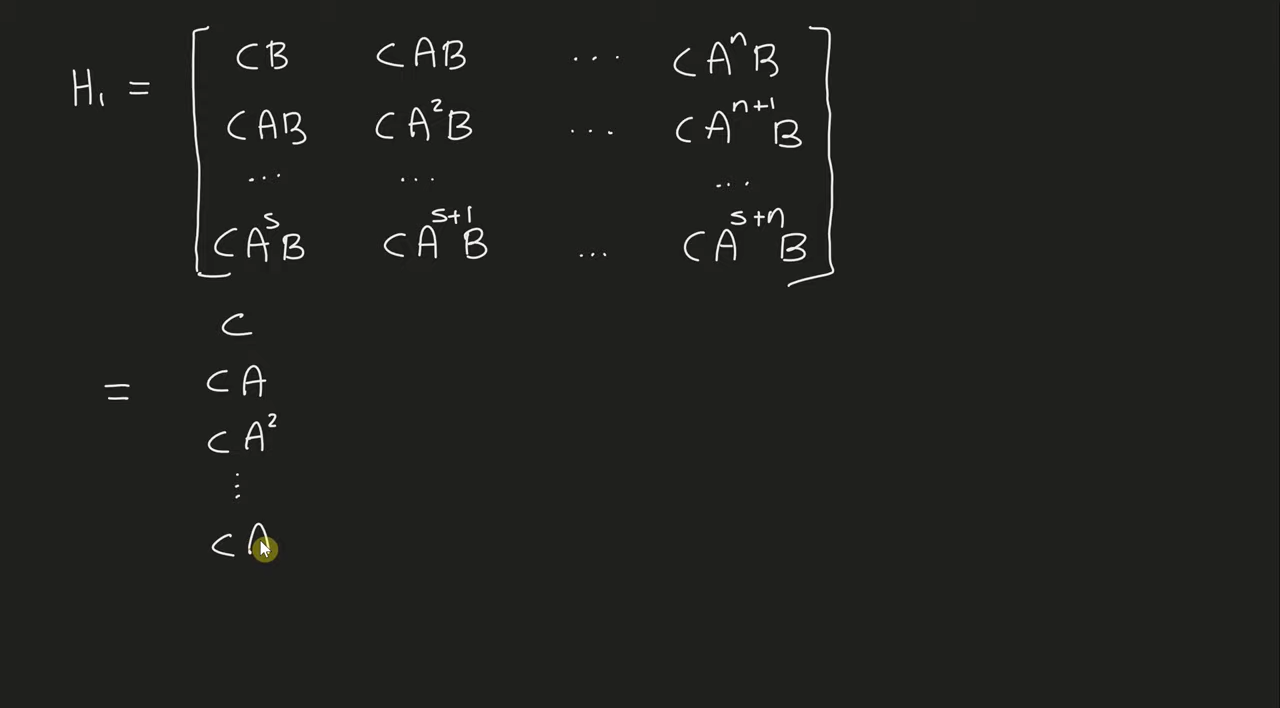 H₁ =
CB CAB ... CAⁿB
CAB CA²B ... CAⁿ⁺¹B
... ... ...
CAˢB CAˢ⁺¹B ... CAˢ⁺ⁿB
C
= CA
CA²
⋮
CA